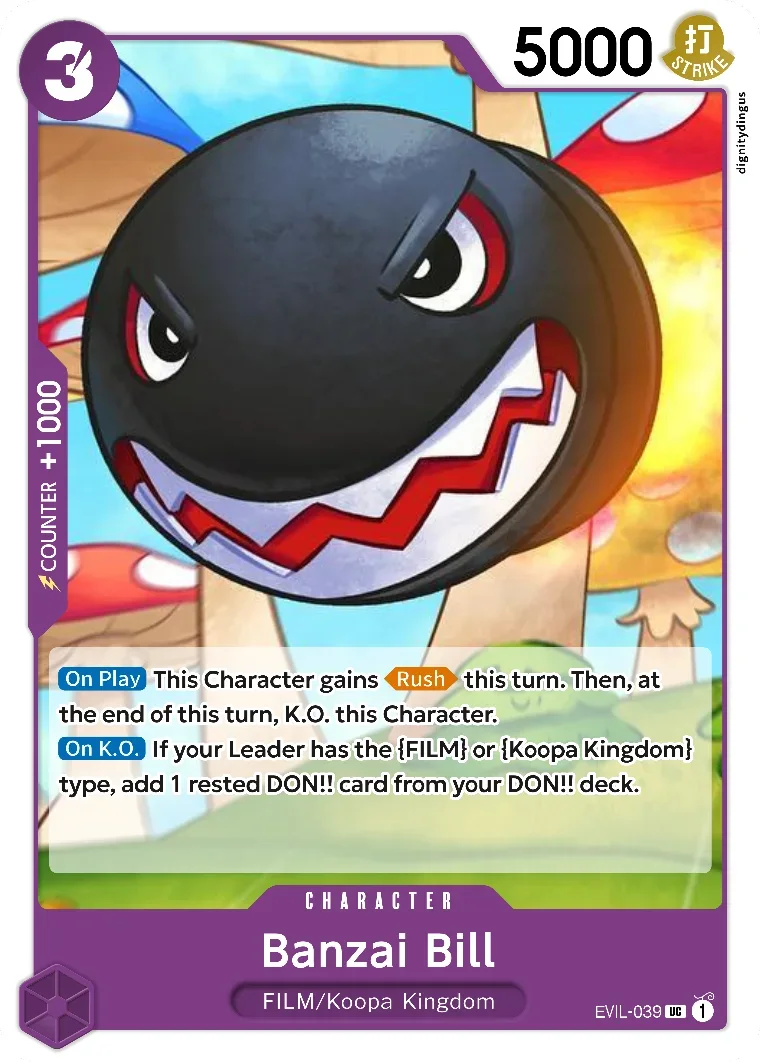 3
5000
打
STRIKE
dignitydingus
COUNTER +1000
On Play This Character gains Rush this turn. Then, at
the end of this turn, K.O. this Character.
On K.O. If your Leader has the {FILM} or {Koopa Kingdom}
type, add 1 rested DON!! card from your DON!! deck.
CHARACTER
Banzai Bill
FILM/Koopa Kingdom
EVIL-039 UC 1